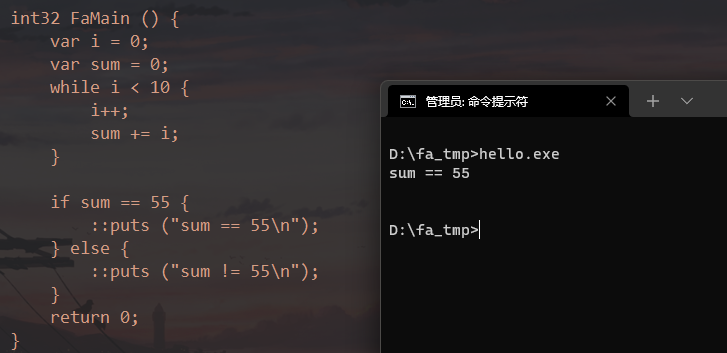 int32 FaMain () {
    var i = 0;
    var sum = 0;
    while i < 10 {
        i++;
        sum += i;
    }

    if sum == 55 {
        ::puts ("sum == 55\n");
    } else {
        ::puts ("sum != 55\n");
    }
    return 0;
}
管理员: 命令提示符
D:\fa_tmp>hello.exe
sum == 55

D:\fa_tmp>